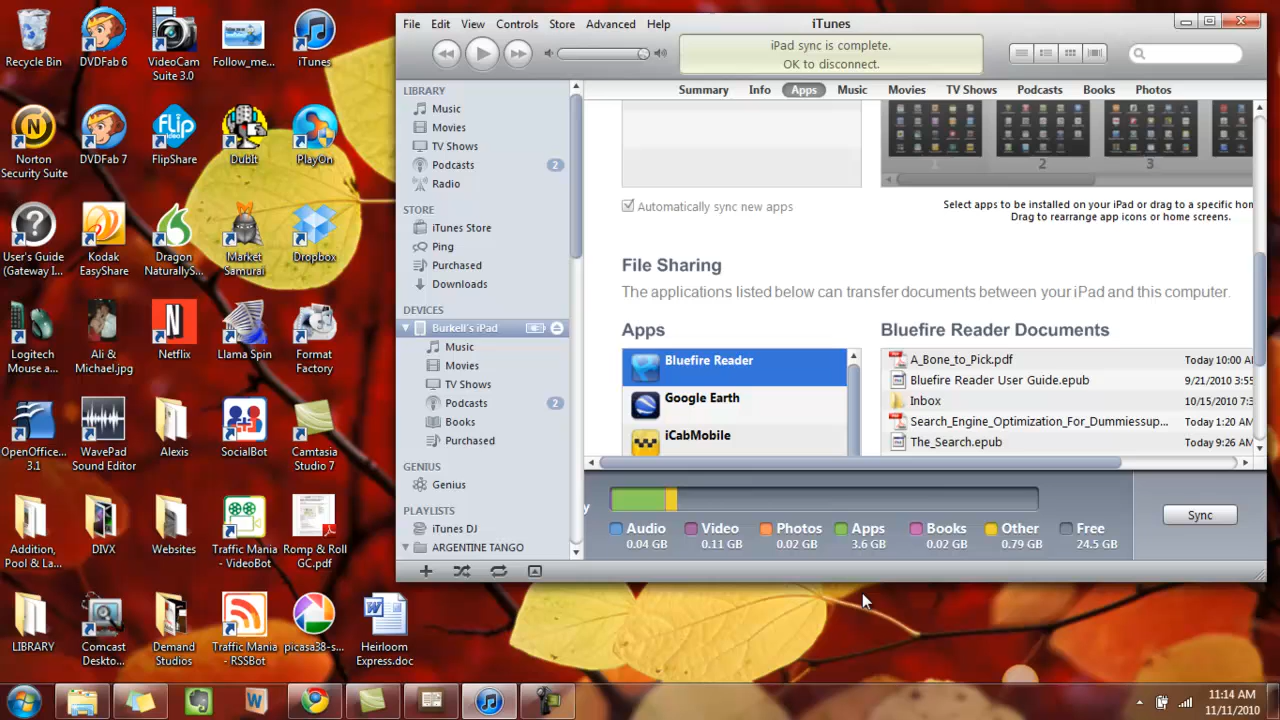 Recycle Bin
DVDFab 6
VideoCam
Suite 3.0
Follow_me...
iTunes
Norton
Security Suite
DVDFab 7
FlipShare
DubIt
PlayOn
User's Guide
(Gateway I...
Kodak
EasyShare
Dragon
NaturallyS...
Market
Samurai
Dropbox
Logitech
Mouse a...
Ali &
Michael.jpg
Netflix
Llama Spin
Format
Factory
OpenOffice...
3.1
WavePad
Sound Editor
Alexis
SocialBot
Camtasia
Studio 7
Addition,
Pool & La...
DIVX
Websites
Traffic Mania
- VideoBot
Romp & Roll
GC.pdf
LIBRARY
Comcast
Deskto...
Demand
Studios
Traffic Mania
- RSSBot
picasa38-s...
Heirloom
Express.doc
File Edit View Controls Store Advanced Help
iTunes
iPad sync is complete.
OK to disconnect.
LIBRARY
Music
Movies
TV Shows
Podcasts 2
Radio
STORE
iTunes Store
Ping
Purchased
Downloads
DEVICES
Burkell's iPad
Music
Movies
TV Shows
Podcasts 2
Books
Purchased
GENIUS
Genius
PLAYLISTS
iTunes DJ
ARGENTINE TANGO
Summary Info Apps Music Movies TV Shows Podcasts Books Photos
1 2 3
Automatically sync new apps
Select apps to be installed on your iPad or drag to a specific hom
Drag to rearrange app icons or home screens.
File Sharing
The applications listed below can transfer documents between your iPad and this computer.
Apps
Bluefire Reader
Google Earth
iCabMobile
Bluefire Reader Documents
A_Bone_to_Pick.pdf Today 10:00 A
Bluefire Reader User Guide.epub 9/21/2010 3:55
Inbox 10/15/2010 7:3
Search_Engine_Optimization_For_Dummiessup... Today 1:20 AM
The_Search.epub Today 9:26 AM
y
Audio
0.04 GB
Video
0.11 GB
Photos
0.02 GB
Apps
3.6 GB
Books
0.02 GB
Other
0.79 GB
Free
24.5 GB
Sync
11:14 AM
11/11/2010